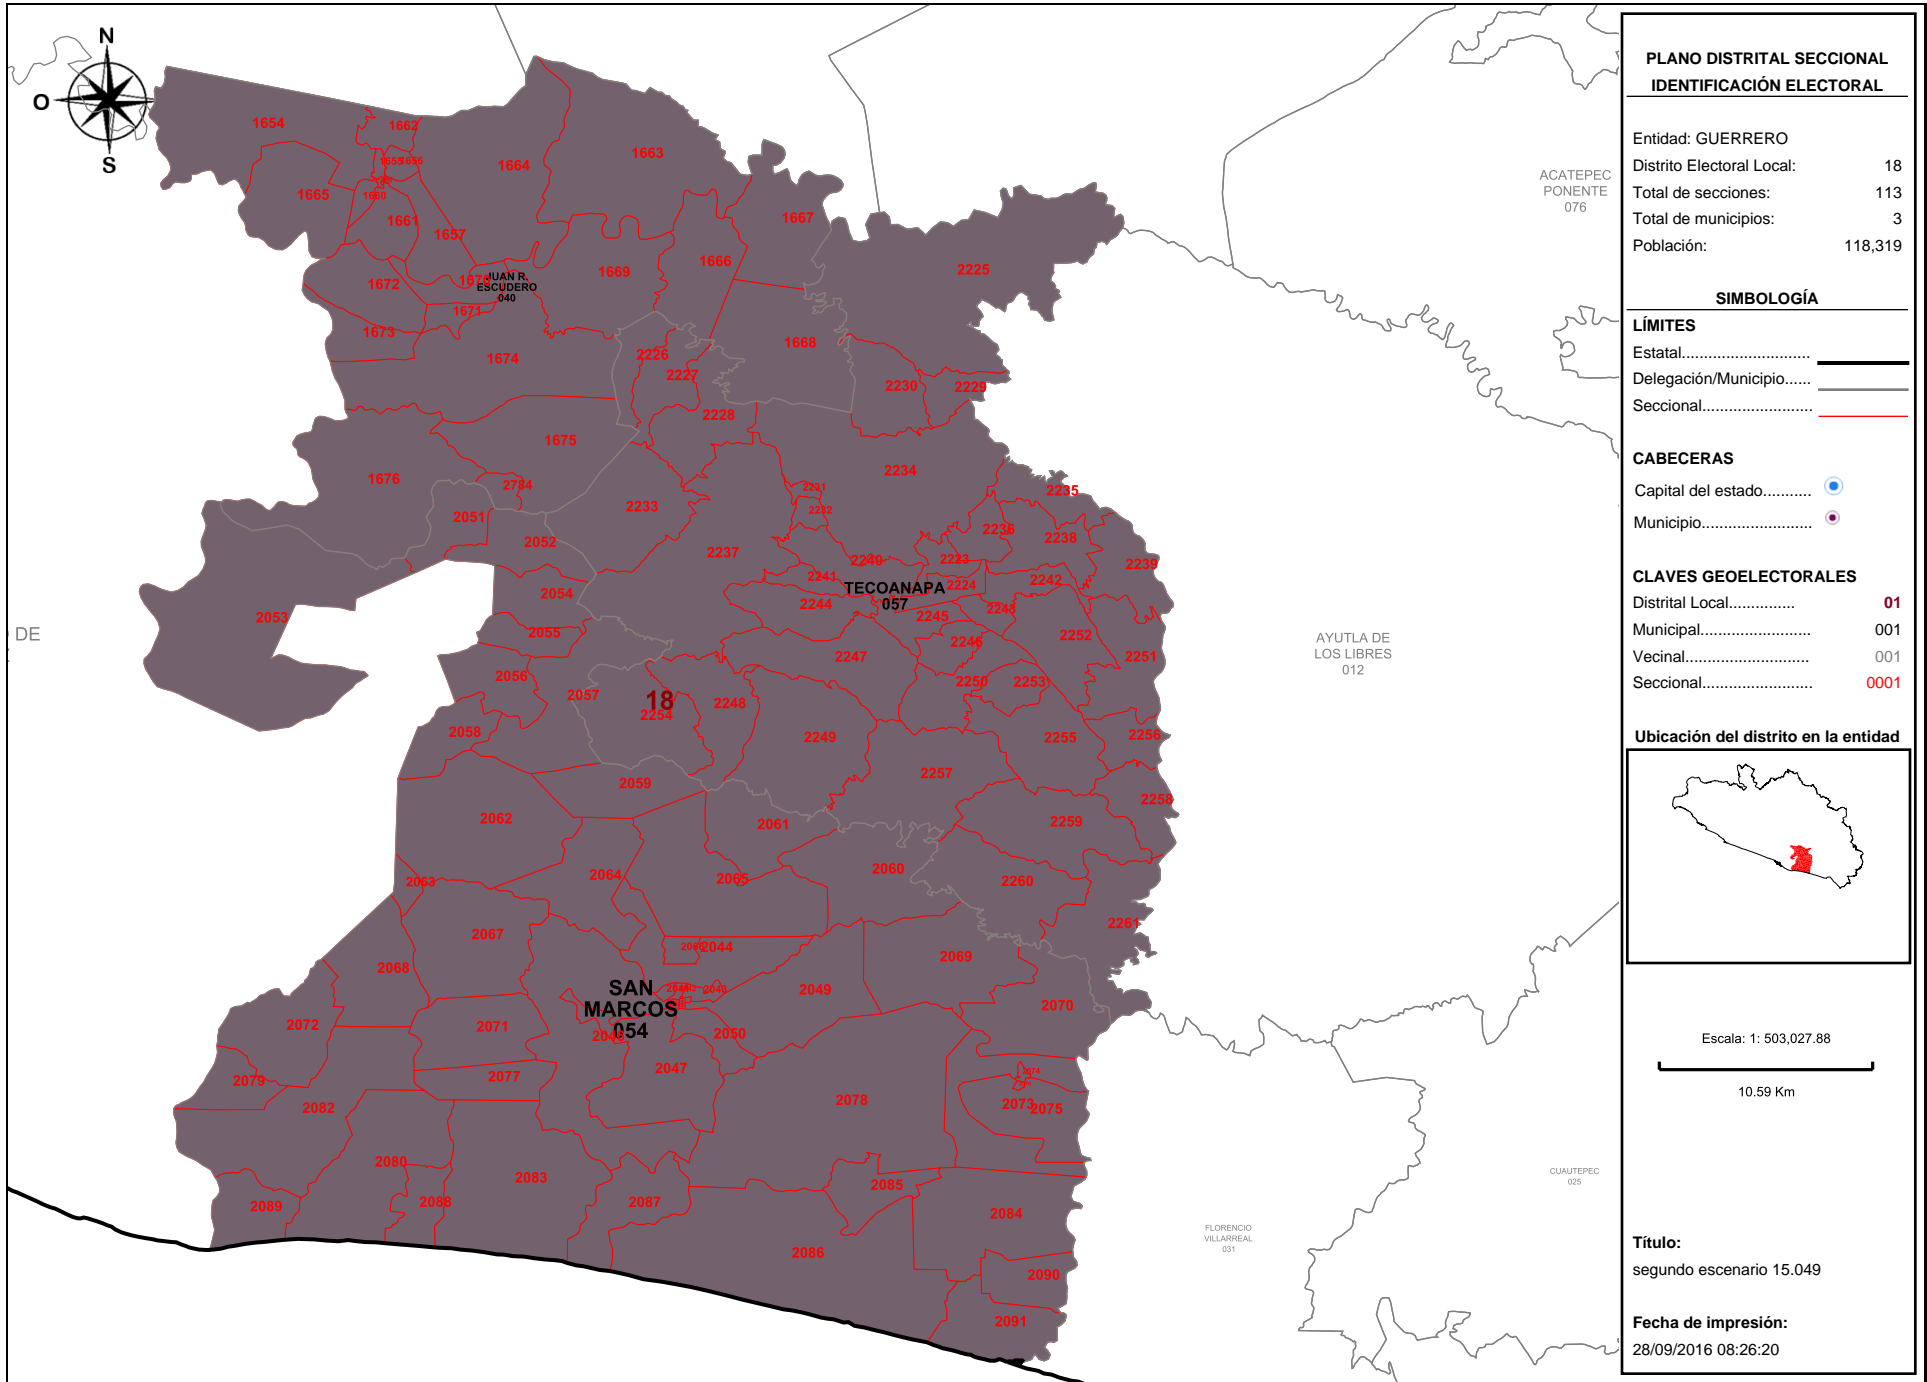 N
O
S
1654
1662
1655
1656
1664
1663
1665
1660
1661
1657
1667
1666
1669
1672
1670
JUAN R.
ESCUDERO
040
1671
1673
1674
1668
2225
2226
2227
2228
2230
2229
1675
1676
2784
2051
2052
2233
2234
2231
2232
2235
2236
2238
2237
2239
2240
2223
2241
2224
2242
TECOANAPA
057
2244
2243
2245
2054
2053
2055
2252
2246
2247
2251
2056
2057
2250
2253
18
2254
2248
2058
2249
2255
2256
2257
2059
2258
2062
2061
2259
2063
2064
2065
2060
2260
2261
2067
2044
2068
2069
2049
SAN
MARCOS
054
2070
2072
2071
2050
2047
2079
2077
2082
2078
2073
2075
2074
2080
2083
2085
2089
2088
2087
2084
2086
2090
2091
DE
ACATEPEC
PONENTE
076
AYUTLA DE
LOS LIBRES
012
CUAUTEPEC
025
FLORENCIO
VILLARREAL
031
PLANO DISTRITAL SECCIONAL
IDENTIFICACIÓN ELECTORAL
Entidad: GUERRERO
Distrito Electoral Local: 18
Total de secciones: 113
Total de municipios: 3
Población: 118,319
SIMBOLOGÍA
LÍMITES
Estatal............................
Delegación/Municipio......
Seccional..........................
CABECERAS
Capital del estado...........
Municipio..........................
CLAVES GEOELECTORALES
Distrital Local............... 01
Municipal.......................... 001
Vecinal............................. 001
Seccional.......................... 0001
Ubicación del distrito en la entidad
Escala: 1: 503,027.88
10.59 Km
Título:
segundo escenario 15.049
Fecha de impresión:
28/09/2016 08:26:20